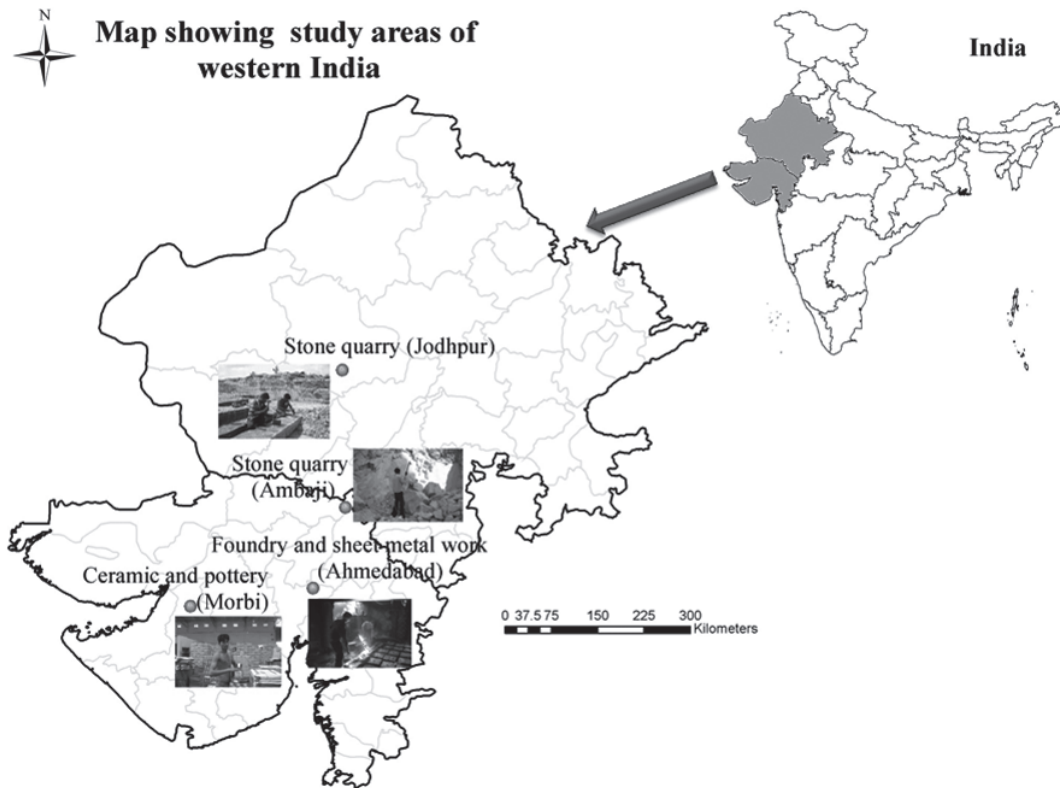 N
Map showing study areas of
western India
India
Stone quarry (Jodhpur)
Stone quarry
(Ambaji)
Foundry and sheet metal work
(Ahmedabad)
Ceramic and pottery
(Morbi)
0 37.5 75 150 225 300
Kilometers